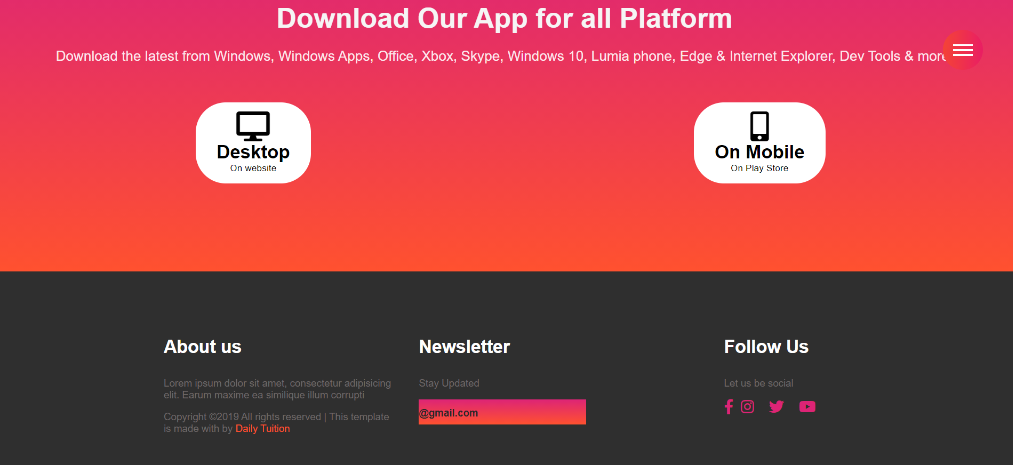 Download Our App for all Platform
Download the latest from Windows, Windows Apps, Office, Xbox, Skype, Windows 10, Lumia phone, Edge & Internet Explorer, Dev Tools & more
Desktop
On website
On Mobile
On Play Store
About us
Lorem ipsum dolor sit amet, consectetur adipisicing
elit. Earum maxime ea similique illum corrupti
Copyright ©2019 All rights reserved | This template
is made with by Daily Tuition
Newsletter
Stay Updated
@gmail.com
Follow Us
Let us be social